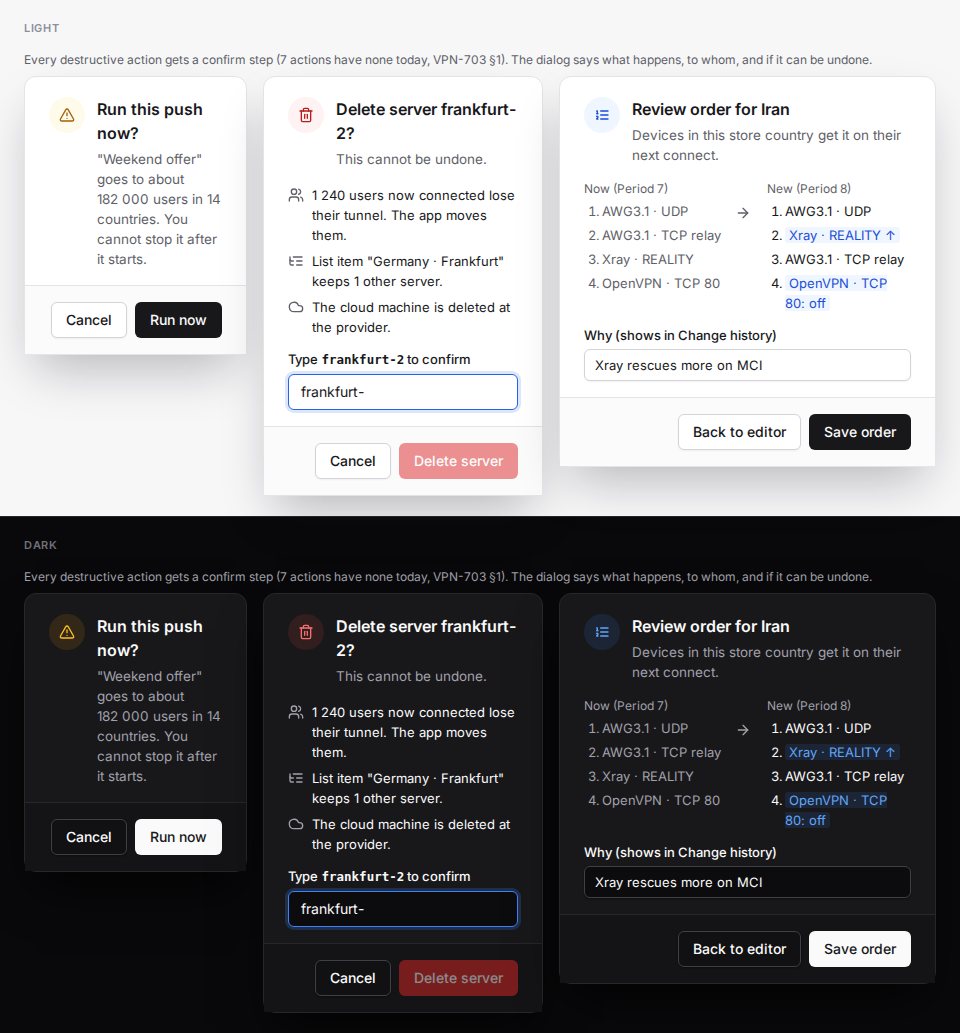 LIGHT
Every destructive action gets a confirm step (7 actions have none today, VPN-703 §1). The dialog says what happens, to whom, and if it can be undone.
Run this push
now?
"Weekend offer"
goes to about
182 000 users in 14
countries. You
cannot stop it after
it starts.
Cancel
Run now
Delete server frankfurt-
2?
This cannot be undone.
1 240 users now connected lose
their tunnel. The app moves
them.
List item "Germany · Frankfurt"
keeps 1 other server.
The cloud machine is deleted at
the provider.
Type frankfurt-2 to confirm
frankfurt-
Cancel
Delete server
Review order for Iran
Devices in this store country get it on their
next connect.
Now (Period 7)
1. AWG3.1 · UDP
2. AWG3.1 · TCP relay
3. Xray · REALITY
4. OpenVPN · TCP 80
→
New (Period 8)
1. AWG3.1 · UDP
2. Xray · REALITY ↑
3. AWG3.1 · TCP relay
4. OpenVPN · TCP
80: off
Why (shows in Change history)
Xray rescues more on MCI
Back to editor
Save order
DARK
Every destructive action gets a confirm step (7 actions have none today, VPN-703 §1). The dialog says what happens, to whom, and if it can be undone.
Run this push
now?
"Weekend offer"
goes to about
182 000 users in 14
countries. You
cannot stop it after
it starts.
Cancel
Run now
Delete server frankfurt-
2?
This cannot be undone.
1 240 users now connected lose
their tunnel. The app moves
them.
List item "Germany · Frankfurt"
keeps 1 other server.
The cloud machine is deleted at
the provider.
Type frankfurt-2 to confirm
frankfurt-
Cancel
Delete server
Review order for Iran
Devices in this store country get it on their
next connect.
Now (Period 7)
1. AWG3.1 · UDP
2. AWG3.1 · TCP relay
3. Xray · REALITY
4. OpenVPN · TCP 80
→
New (Period 8)
1. AWG3.1 · UDP
2. Xray · REALITY ↑
3. AWG3.1 · TCP relay
4. OpenVPN · TCP
80: off
Why (shows in Change history)
Xray rescues more on MCI
Back to editor
Save order